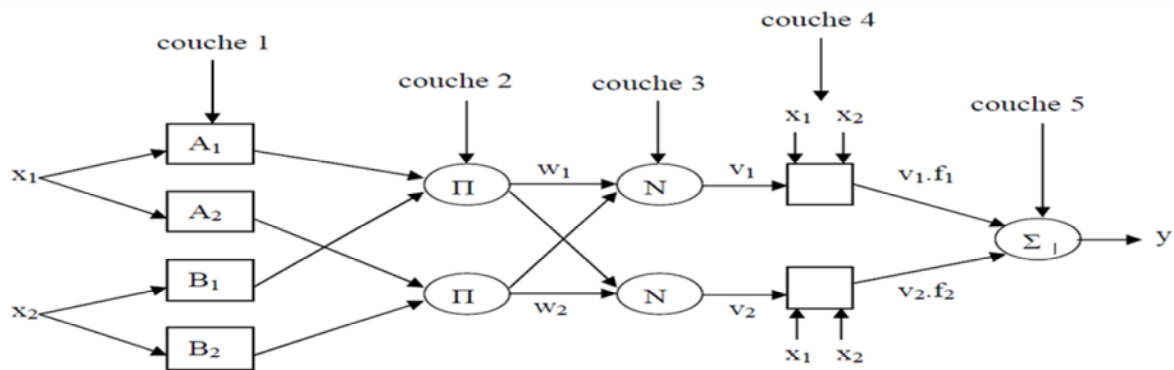 couche 4
couche 1
couche 2
couche 3
couche 5
x₁ x₂
A₁
x₁
w₁
v₁
v₁.f₁
Π
N
A₂
Σ
y
B₁
x₂
Π
N
w₂
v₂
v₂.f₂
B₂
x₁ x₂